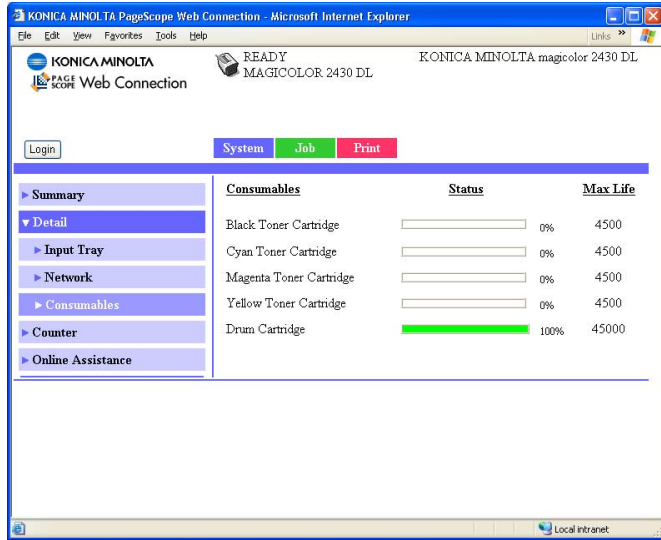 KONICA MINOLTA PageScope Web Connection - Microsoft Internet Explorer
File Edit View Favorites Tools Help Links »
KONICA MINOLTA
PAGE SCOPE Web Connection
READY
MAGICOLOR 2430 DL
KONICA MINOLTA magicolor 2430 DL
Login
System Job Print
Summary
Detail
Input Tray
Network
Consumables
Counter
Online Assistance
Consumables Status Max Life
Black Toner Cartridge 0% 4500
Cyan Toner Cartridge 0% 4500
Magenta Toner Cartridge 0% 4500
Yellow Toner Cartridge 0% 4500
Drum Cartridge 100% 45000
Local intranet